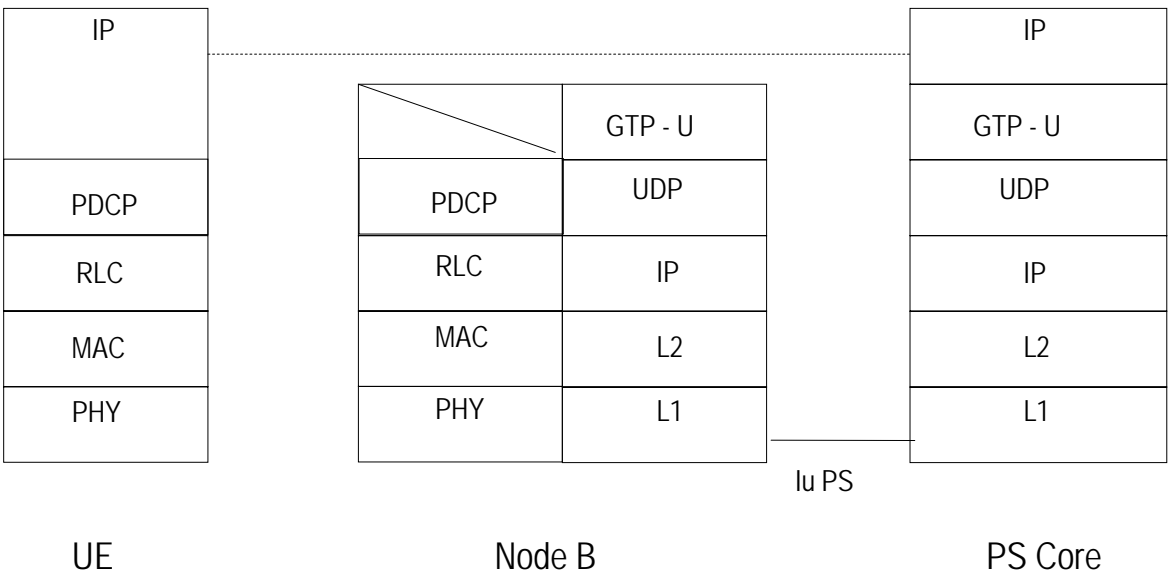 IP
IP
GTP - U
GTP - U
PDCP
PDCP
UDP
UDP
RLC
RLC
IP
IP
MAC
MAC
L2
L2
PHY
PHY
L1
L1
Iu PS
UE
Node B
PS Core